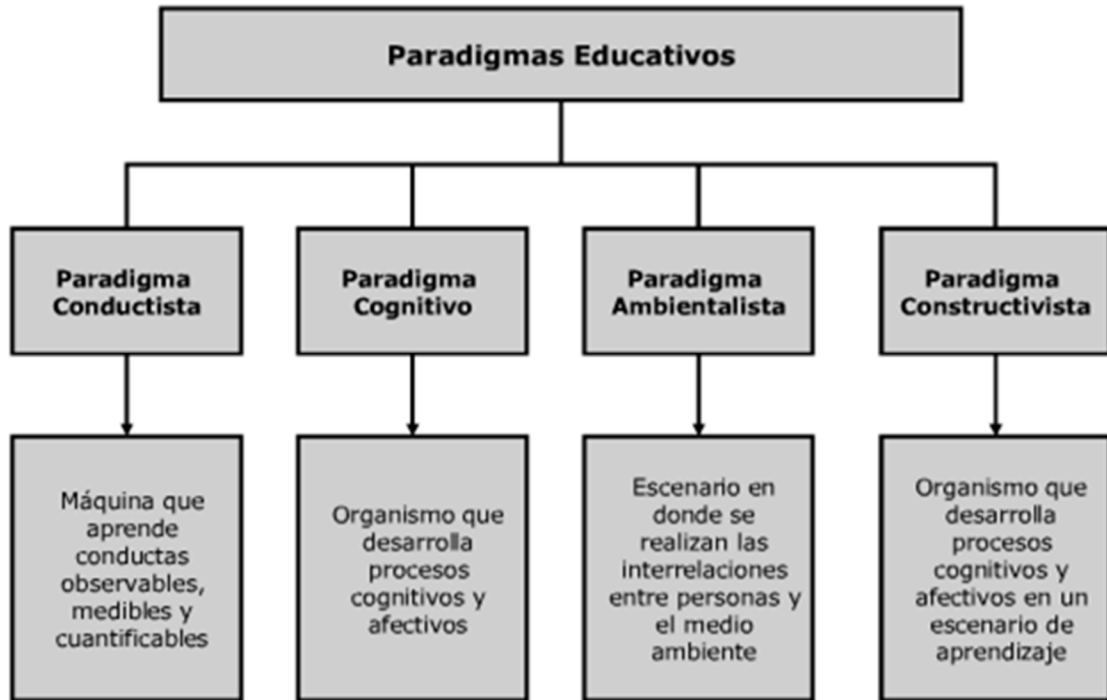 Paradigmas Educativos
Paradigma
Conductista
Paradigma
Cognitivo
Paradigma
Ambientalista
Paradigma
Constructivista
Máquina que
aprende
conductas
observables,
medibles y
cuantificables
Organismo que
desarrolla
procesos
cognitivos y
afectivos
Escenario en
donde se
realizan las
interrelaciones
entre personas y
el medio
ambiente
Organismo que
desarrolla
procesos
cognitivos y
afectivos en un
escenario de
aprendizaje